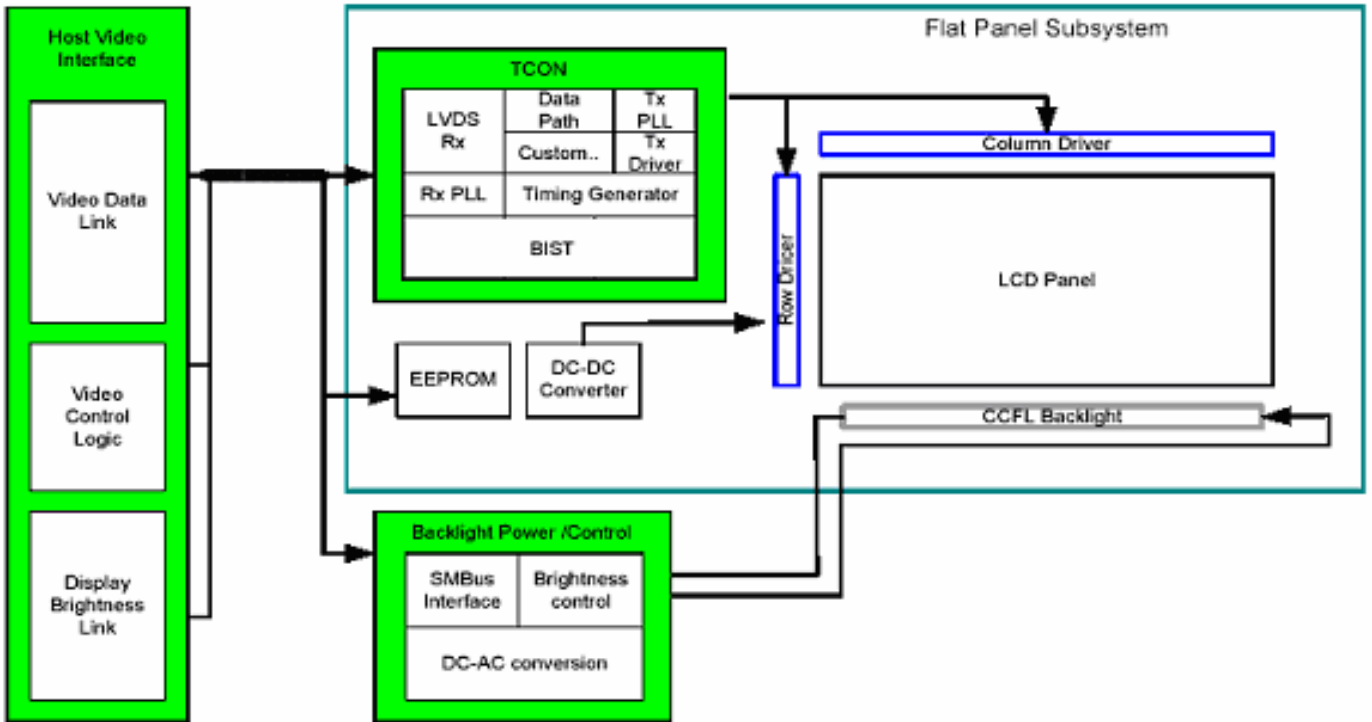 Flat Panel Subsystem
Host Video
Interface
Video Data
Link
Video
Control
Logic
Display
Brightness
Link
TCON
LVDS
Rx
Data
Path
Tx
PLL
Custom..
Tx
Driver
Rx PLL
Timing Generator
BIST
EEPROM
DC-DC
Converter
Column Driver
Row Dricer
LCD Panel
CCFL Backlight
Backlight Power /Control
SMBus
Interface
Brightness
control
DC-AC conversion